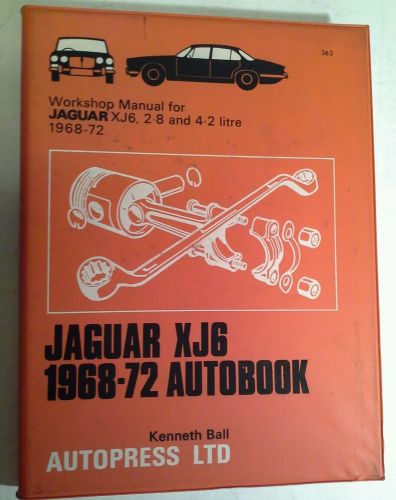 363
Workshop Manual for
JAGUAR XJ6, 2·8 and 4·2 litre
1968-72
JAGUAR XJ6
1968-72 AUTOBOOK
Kenneth Ball
AUTOPRESS LTD